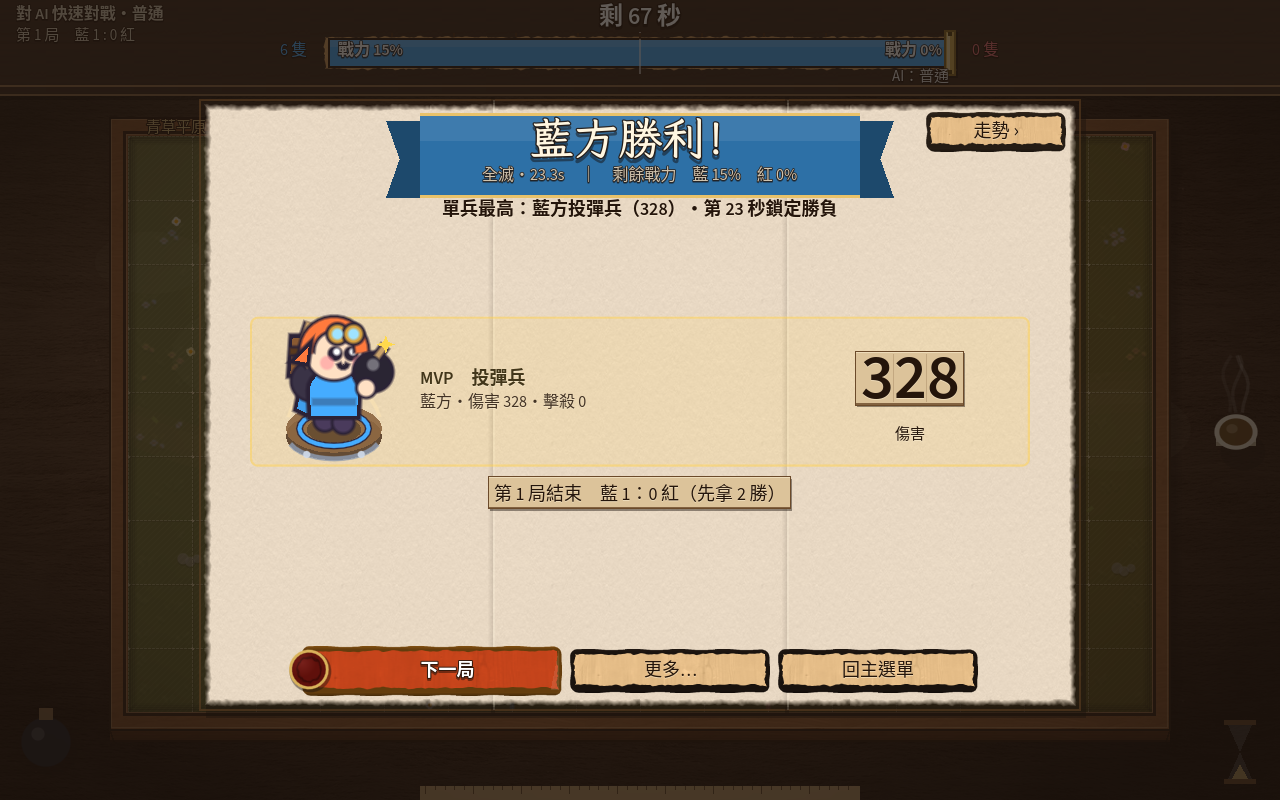 對 AI 快速對戰・普通
剩 67 秒
第 1 局　藍 1：0 紅
6 隻
戰力 15%
戰力 0%
0 隻
AI：普通
青草平原
藍方勝利！
走勢 ›
全滅・23.3s　｜　剩餘戰力　藍 15%　紅 0%
單兵最高：藍方投彈兵（328）・第 23 秒鎖定勝負
MVP　投彈兵
藍方・傷害 328・擊殺 0
328
傷害
第 1 局結束　藍 1：0 紅（先拿 2 勝）
下一局
更多…
回主選單